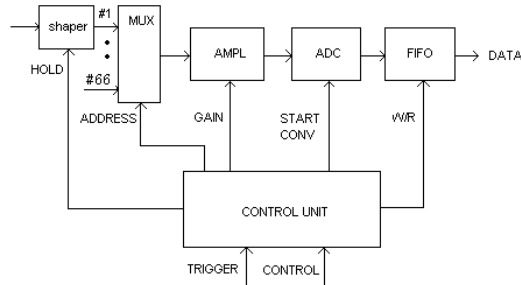 shaper
#1
MUX
AMPL
ADC
FIFO
DATA
HOLD
#66
ADDRESS
GAIN
START
CONV
W/R
CONTROL UNIT
TRIGGER
CONTROL